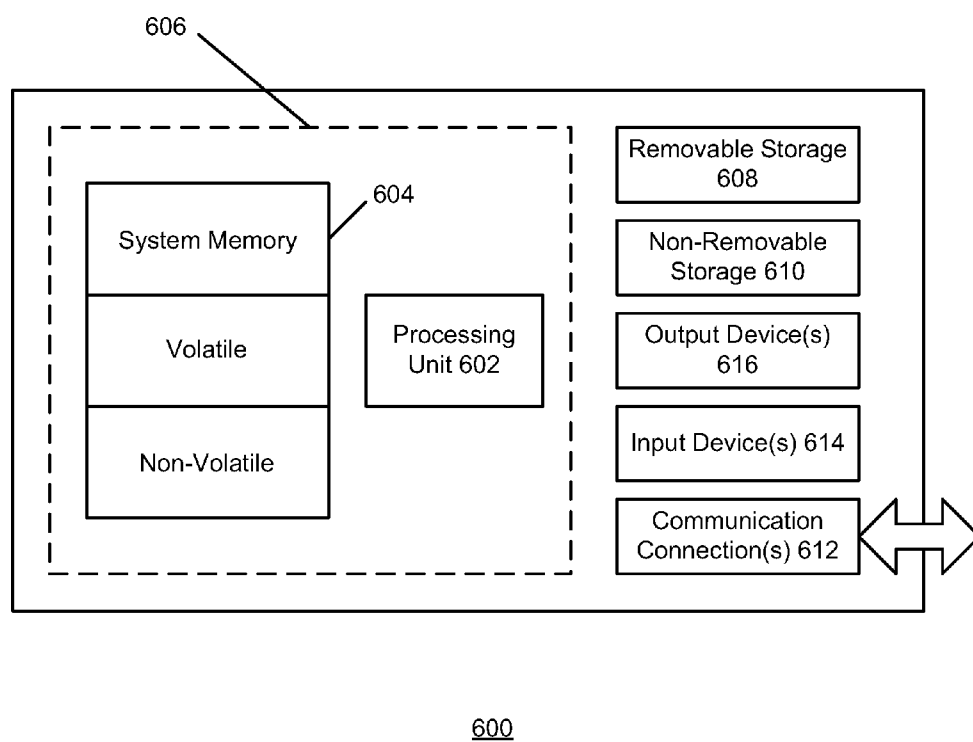 606
604
System Memory
Volatile
Non-Volatile
Processing
Unit 602
Removable Storage
608
Non-Removable
Storage 610
Output Device(s)
616
Input Device(s) 614
Communication
Connection(s) 612
600